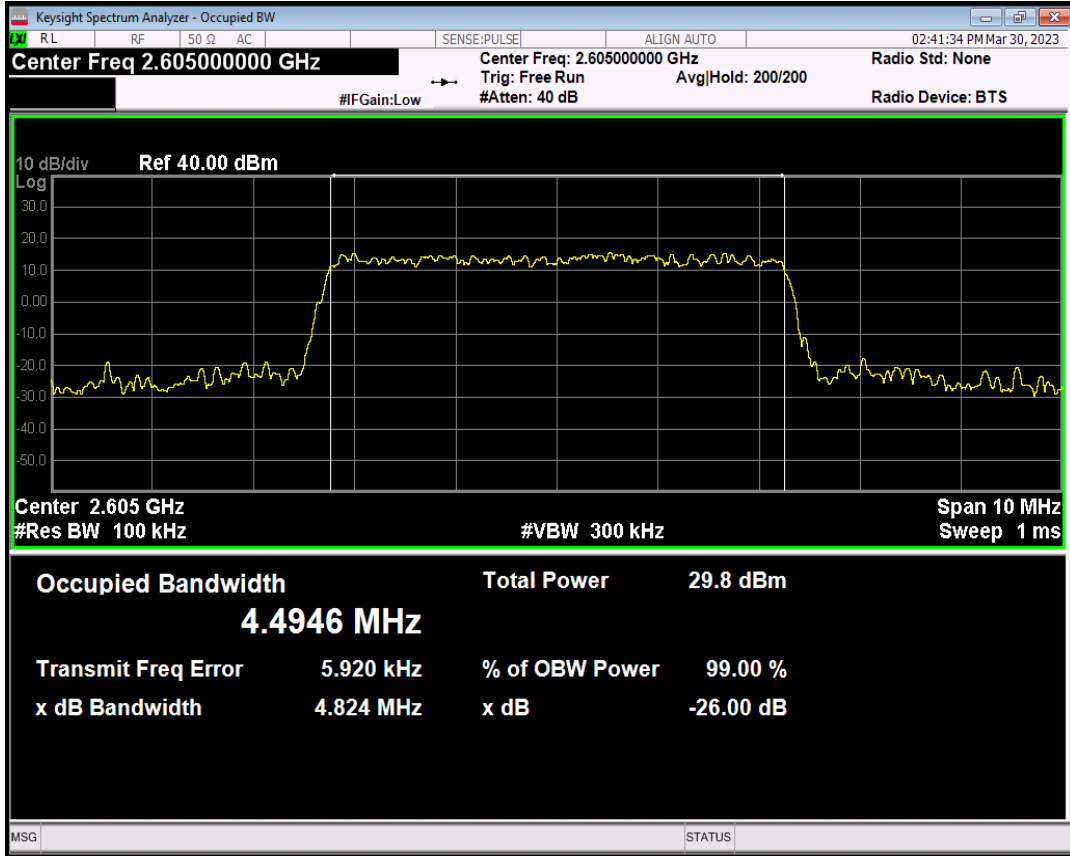 Keysight Spectrum Analyzer - Occupied BW
LXI RL RF 50 Ω AC SENSE:PULSE ALIGN AUTO 02:41:34 PM Mar 30, 2023
Center Freq 2.605000000 GHz Center Freq: 2.605000000 GHz Radio Std: None
Trig: Free Run Avg|Hold: 200/200
#IFGain:Low #Atten: 40 dB Radio Device: BTS
10 dB/div Ref 40.00 dBm
Log
30.0
20.0
10.0
0.00
-10.0
-20.0
-30.0
-40.0
-50.0
Center 2.605 GHz Span 10 MHz
#Res BW 100 kHz #VBW 300 kHz Sweep 1 ms
Occupied Bandwidth Total Power 29.8 dBm
4.4946 MHz
Transmit Freq Error 5.920 kHz % of OBW Power 99.00 %
x dB Bandwidth 4.824 MHz x dB -26.00 dB
MSG STATUS